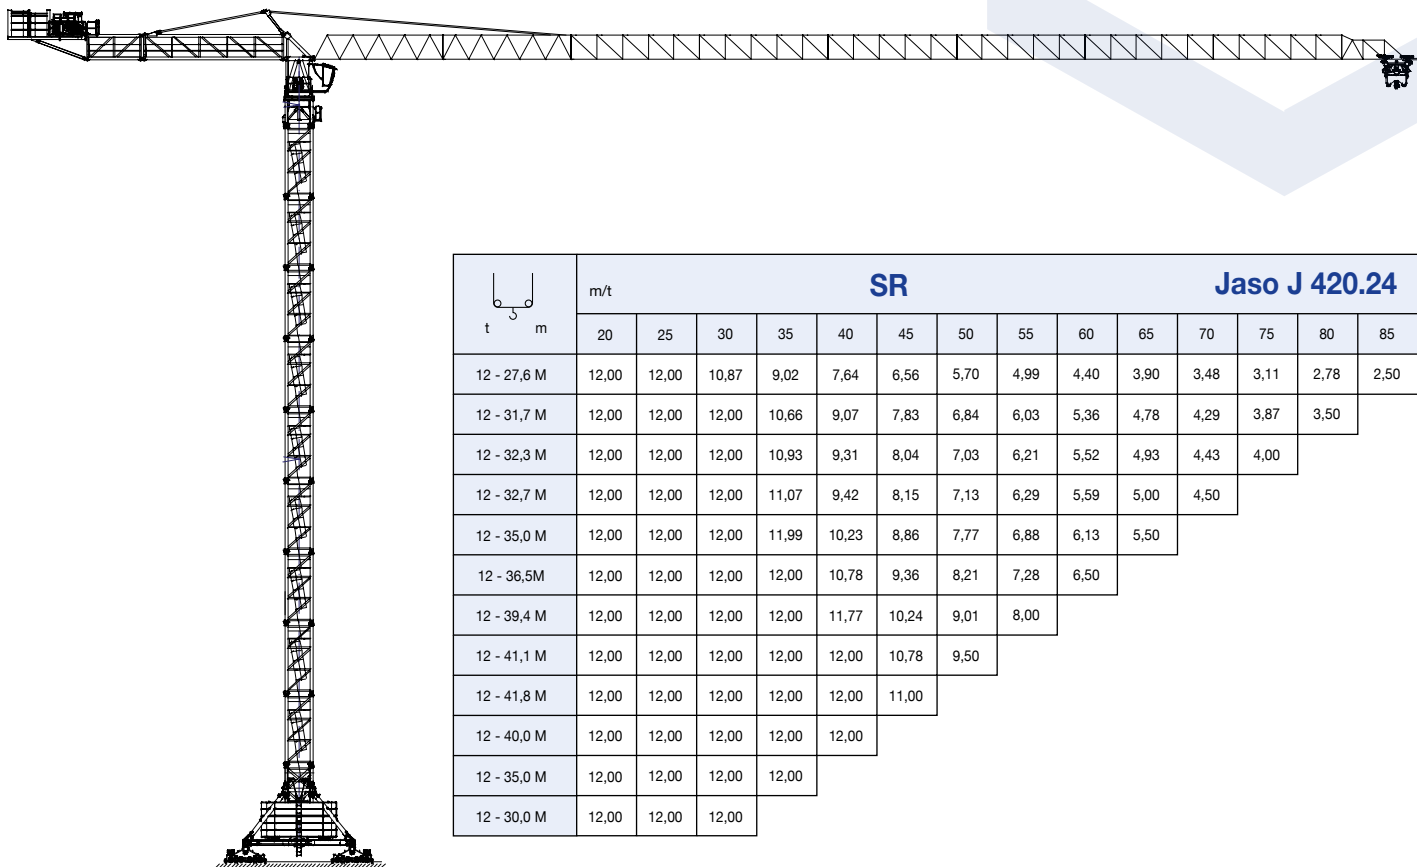 m/t SR Jaso J 420.24
t m 20 25 30 35 40 45 50 55 60 65 70 75 80 85
12 - 27,6 M 12,00 12,00 10,87 9,02 7,64 6,56 5,70 4,99 4,40 3,90 3,48 3,11 2,78 2,50
12 - 31,7 M 12,00 12,00 12,00 10,66 9,07 7,83 6,84 6,03 5,36 4,78 4,29 3,87 3,50
12 - 32,3 M 12,00 12,00 12,00 10,93 9,31 8,04 7,03 6,21 5,52 4,93 4,43 4,00
12 - 32,7 M 12,00 12,00 12,00 11,07 9,42 8,15 7,13 6,29 5,59 5,00 4,50
12 - 35,0 M 12,00 12,00 12,00 11,99 10,23 8,86 7,77 6,88 6,13 5,50
12 - 36,5M 12,00 12,00 12,00 12,00 10,78 9,36 8,21 7,28 6,50
12 - 39,4 M 12,00 12,00 12,00 12,00 11,77 10,24 9,01 8,00
12 - 41,1 M 12,00 12,00 12,00 12,00 12,00 10,78 9,50
12 - 41,8 M 12,00 12,00 12,00 12,00 12,00 11,00
12 - 40,0 M 12,00 12,00 12,00 12,00 12,00
12 - 35,0 M 12,00 12,00 12,00 12,00
12 - 30,0 M 12,00 12,00 12,00